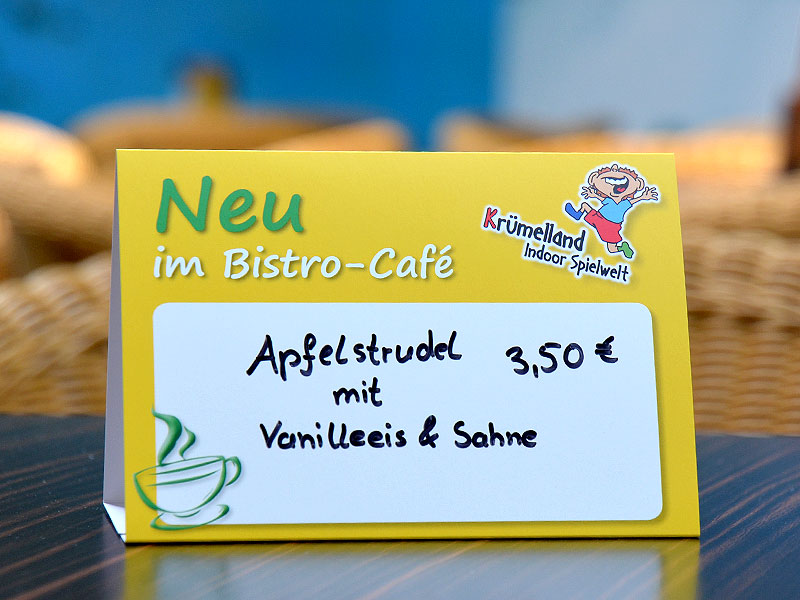 Neu
im Bistro-Café
Krümelland
Indoor Spielwelt
Apfelstrudel 3,50 €
mit
Vanilleeis & Sahne